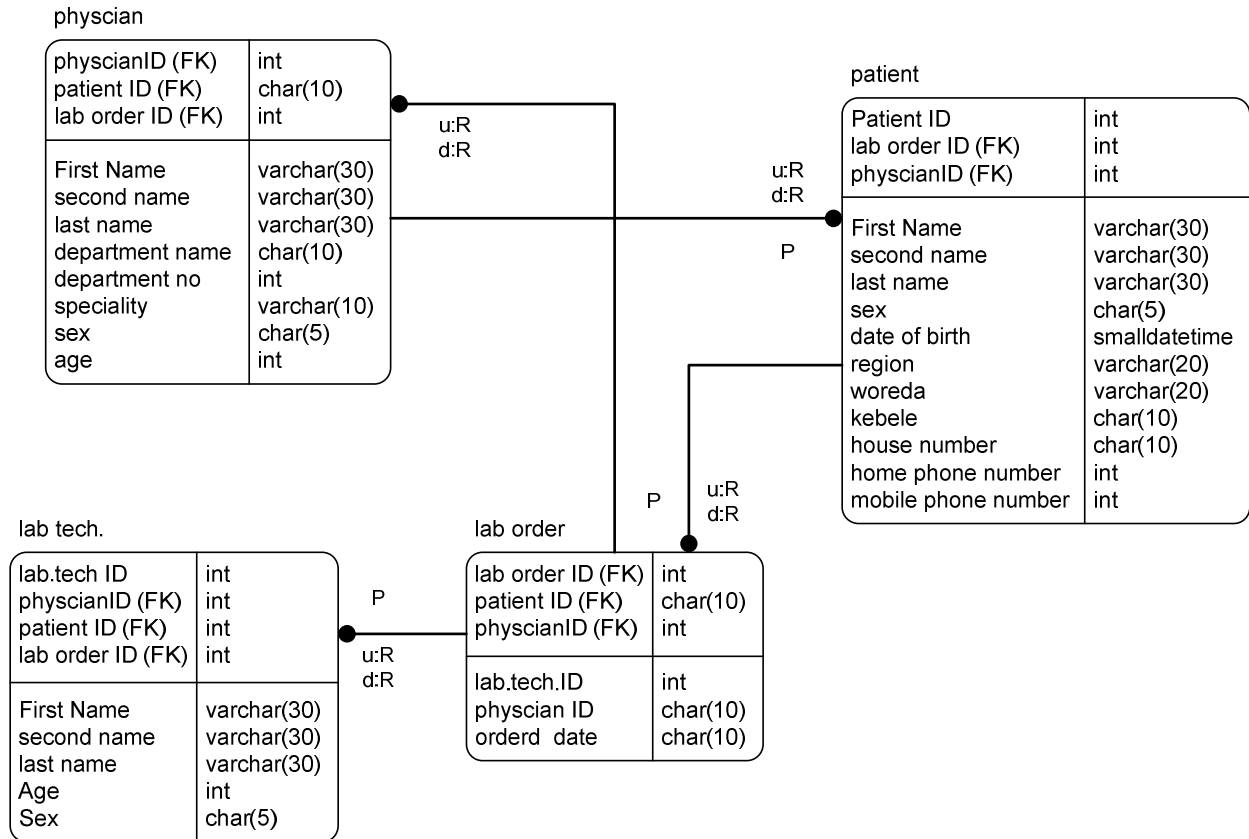 physcian
physcianID (FK) int
patient ID (FK) char(10)
lab order ID (FK) int
First Name varchar(30)
second name varchar(30)
last name varchar(30)
department name char(10)
department no int
speciality varchar(10)
sex char(5)
age int
u:R
d:R
patient
Patient ID int
lab order ID (FK) int
physcianID (FK) int
First Name varchar(30)
second name varchar(30)
last name varchar(30)
sex char(5)
date of birth smalldatetime
region varchar(20)
woreda varchar(20)
kebele char(10)
house number char(10)
home phone number int
mobile phone number int
u:R
d:R
P
P
u:R
d:R
lab tech.
lab.tech ID int
physcianID (FK) int
patient ID (FK) int
lab order ID (FK) int
First Name varchar(30)
second name varchar(30)
last name varchar(30)
Age int
Sex char(5)
P
u:R
d:R
lab order
lab order ID (FK) int
patient ID (FK) char(10)
physcianID (FK) int
lab.tech.ID int
physcian ID char(10)
orderd date char(10)